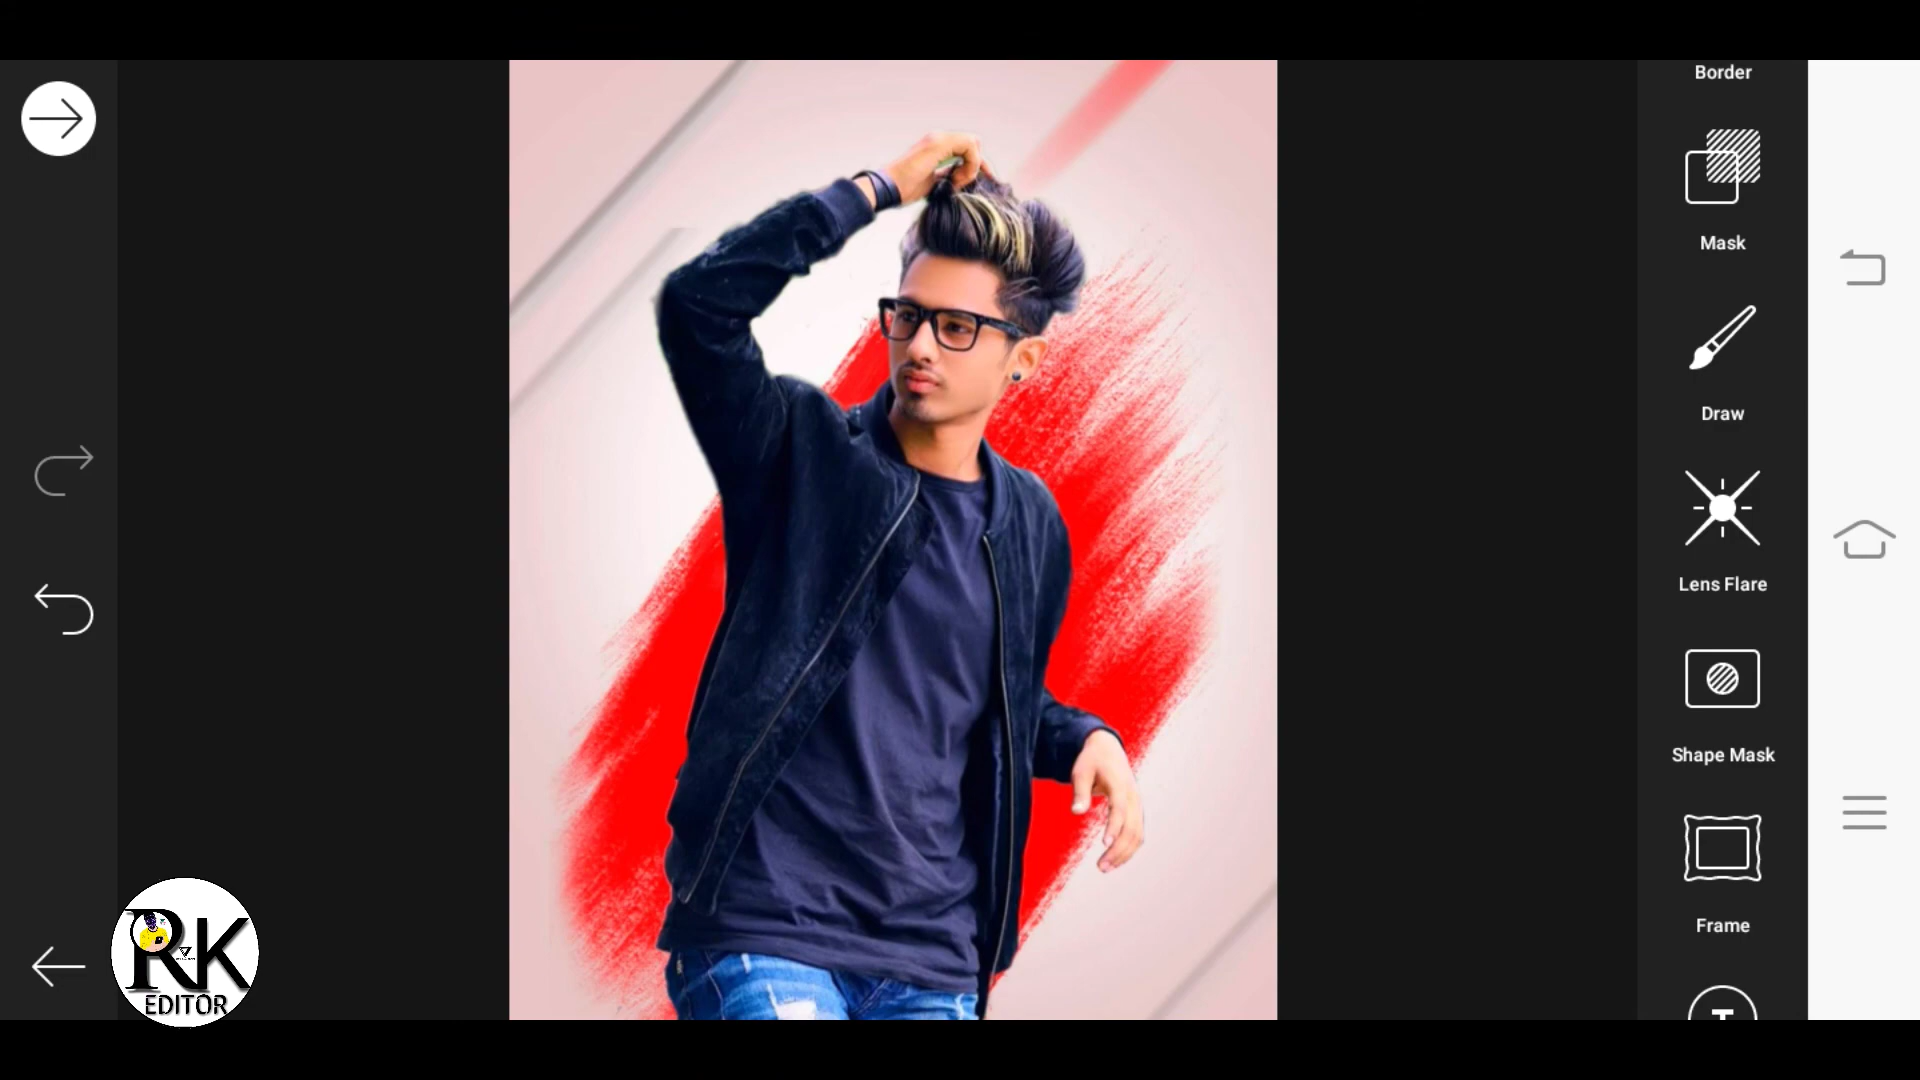 Border
Mask
Draw
Lens Flare
Shape Mask
Frame
RK
EDITOR